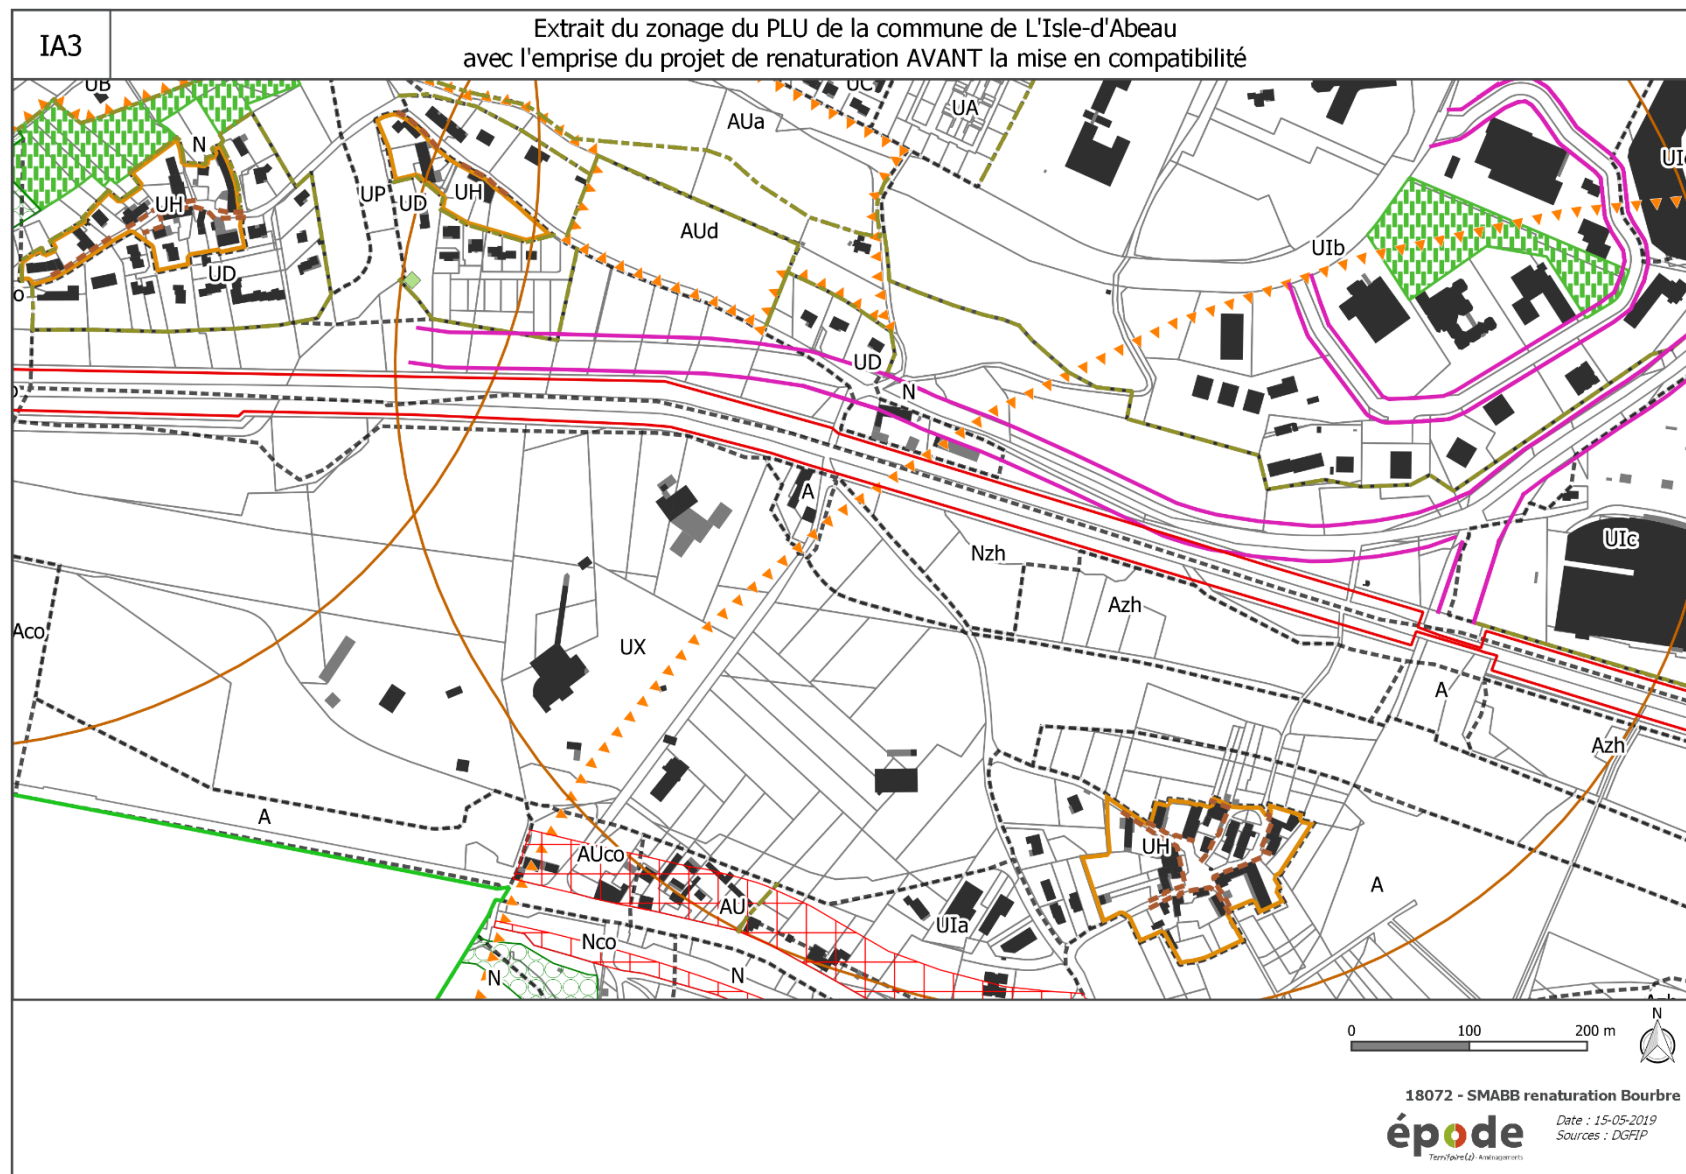 IA3
Extrait du zonage du PLU de la commune de L'Isle-d'Abeau
avec l'emprise du projet de renaturation AVANT la mise en compatibilité
UB
UC
UA
AUa
N
UP
UD
UH
UH
AUd
UIb
UD
UD
N
A
Nzh
Azh
UIc
Aco
UX
A
Azh
A
AUco
UH
A
AU
UIa
Nco
N
N
0 100 200 m
N
18072 - SMABB renaturation Bourbre
épode
Territoire(s) - Aménagements
Date : 15-05-2019
Sources : DGFIP